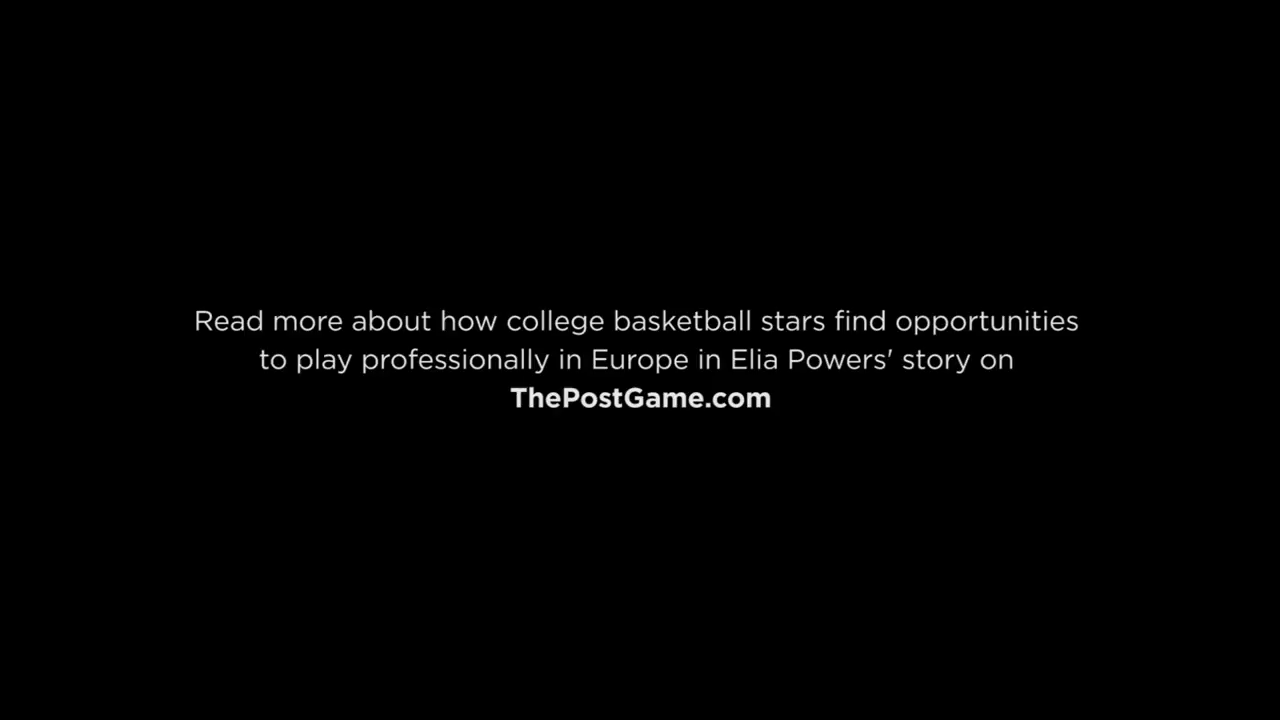 Read more about how college basketball stars find opportunities
to play professionally in Europe in Elia Powers' story on
ThePostGame.com